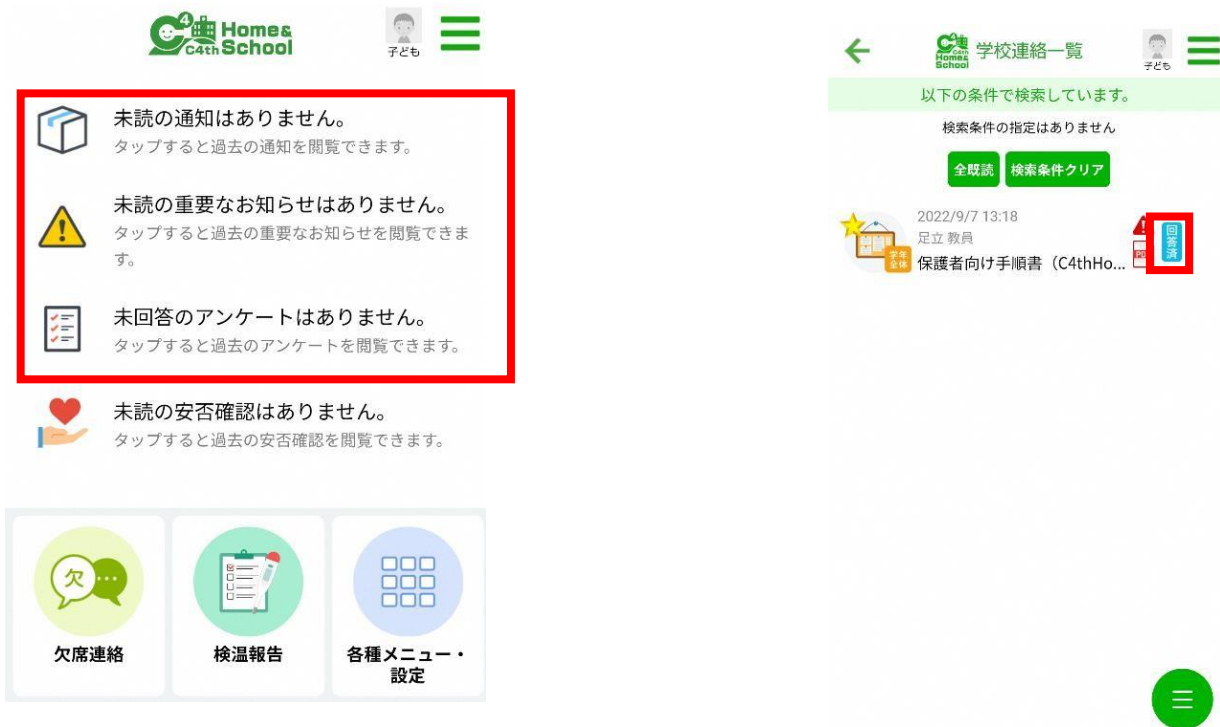 C4th Home& School
子ども
未読の通知はありません。
タップすると過去の通知を閲覧できます。
未読の重要なお知らせはありません。
タップすると過去の重要なお知らせを閲覧できま
す。
未回答のアンケートはありません。
タップすると過去のアンケートを閲覧できます。
未読の安否確認はありません。
タップすると過去の安否確認を閲覧できます。
欠
欠席連絡
検温報告
各種メニュー・
設定
C4th Home& School
学校連絡一覧
子ども
以下の条件で検索しています。
検索条件の指定はありません
全既読
検索条件クリア
2022/9/7 13:18
足立 教員
学年
全体
保護者向け手順書（C4thHo...
回答済